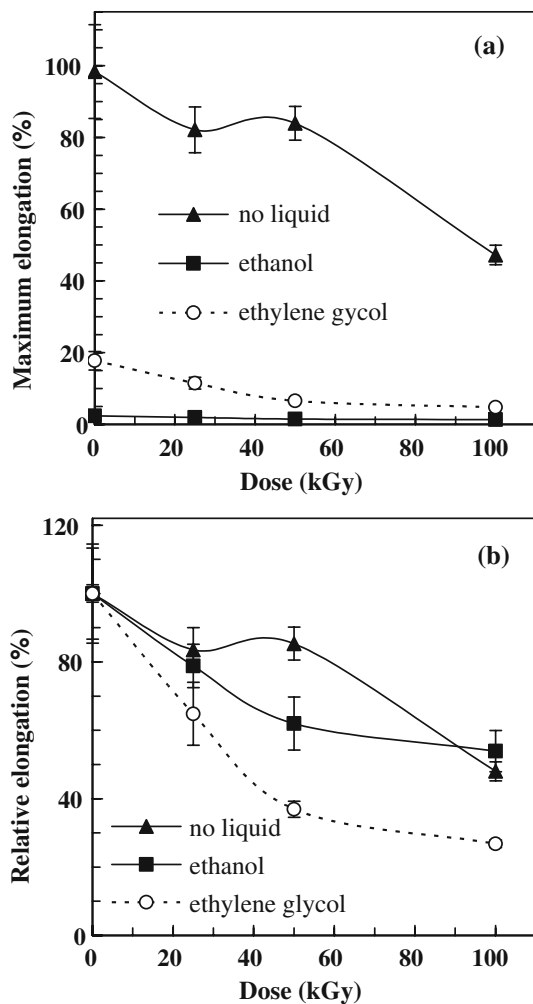 (a)
100
80
60
40
20
0
Maximum elongation (%)
no liquid
ethanol
ethylene gycol
0 20 40 60 80 100
Dose (kGy)
(b)
120
80
40
0
Relative elongation (%)
no liquid
ethanol
ethylene glycol
0 20 40 60 80 100
Dose (kGy)